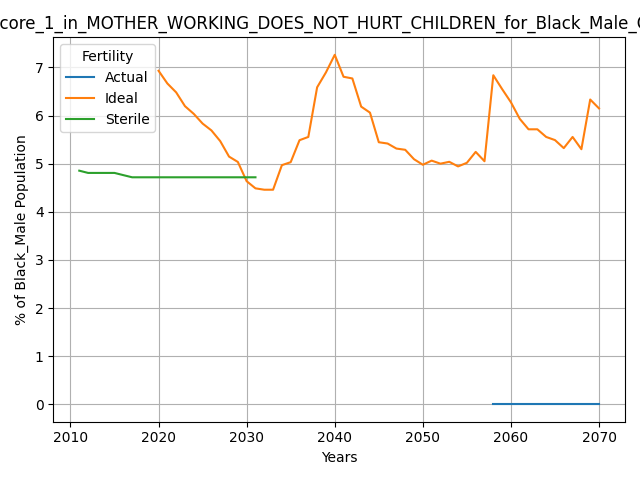 core_1_in_MOTHER_WORKING_DOES_NOT_HURT_CHILDREN_for_Black_Male_
Fertility
Actual
Ideal
Sterile
% of Black_Male Population
7
6
5
4
3
2
1
0
2010 2020 2030 2040 2050 2060 2070
Years